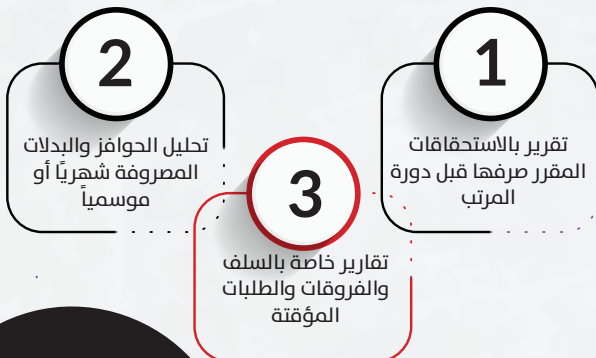 1
تقرير بالاستحقاقات
المقرر صرفها قبل دورة
المرتب
2
تحليل الحوافز والبدلات
المصروفة شهريًا أو
موسمياً
3
تقارير خاصة بالسلف
والفروقات والطلبات
المؤقتة